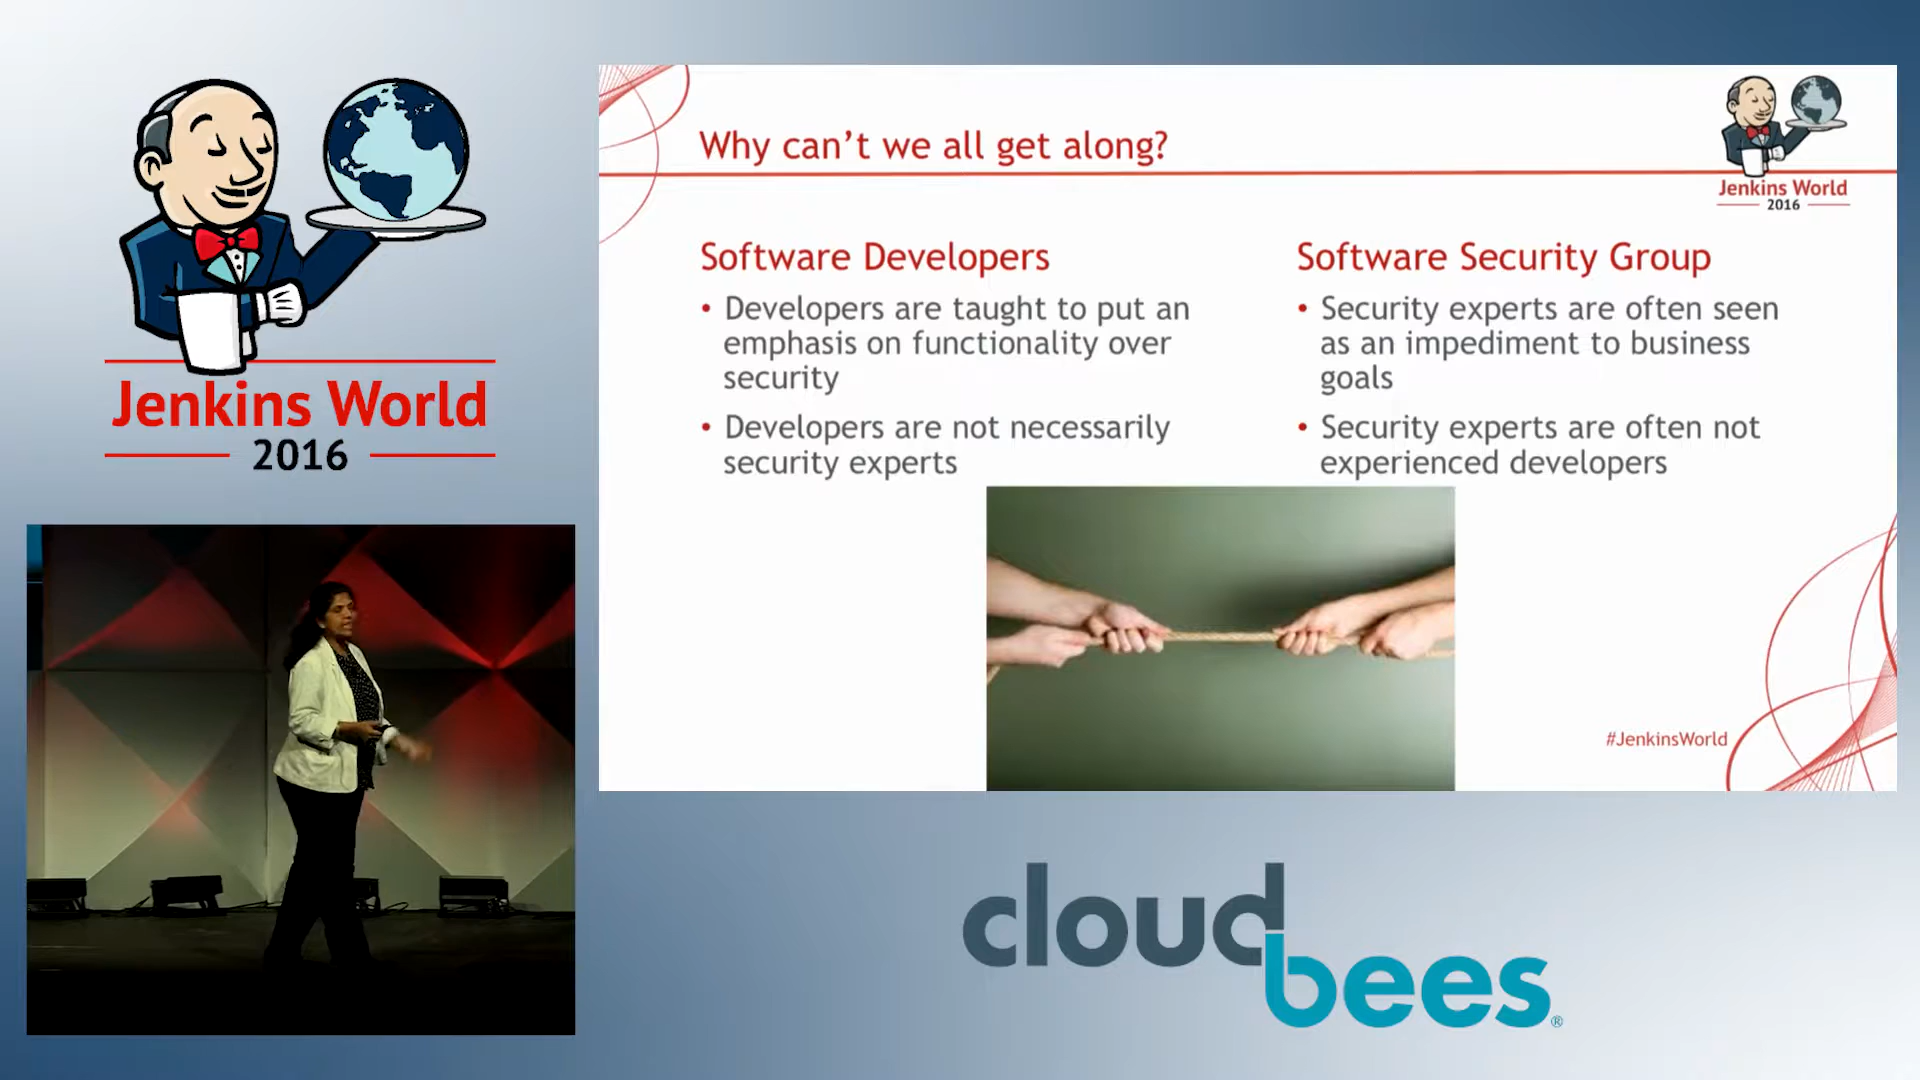 Jenkins World
2016
Why can't we all get along?
Jenkins World
2016
Software Developers
• Developers are taught to put an
emphasis on functionality over
security
• Developers are not necessarily
security experts
Software Security Group
• Security experts are often seen
as an impediment to business
goals
• Security experts are often not
experienced developers
#JenkinsWorld
cloud
bees®